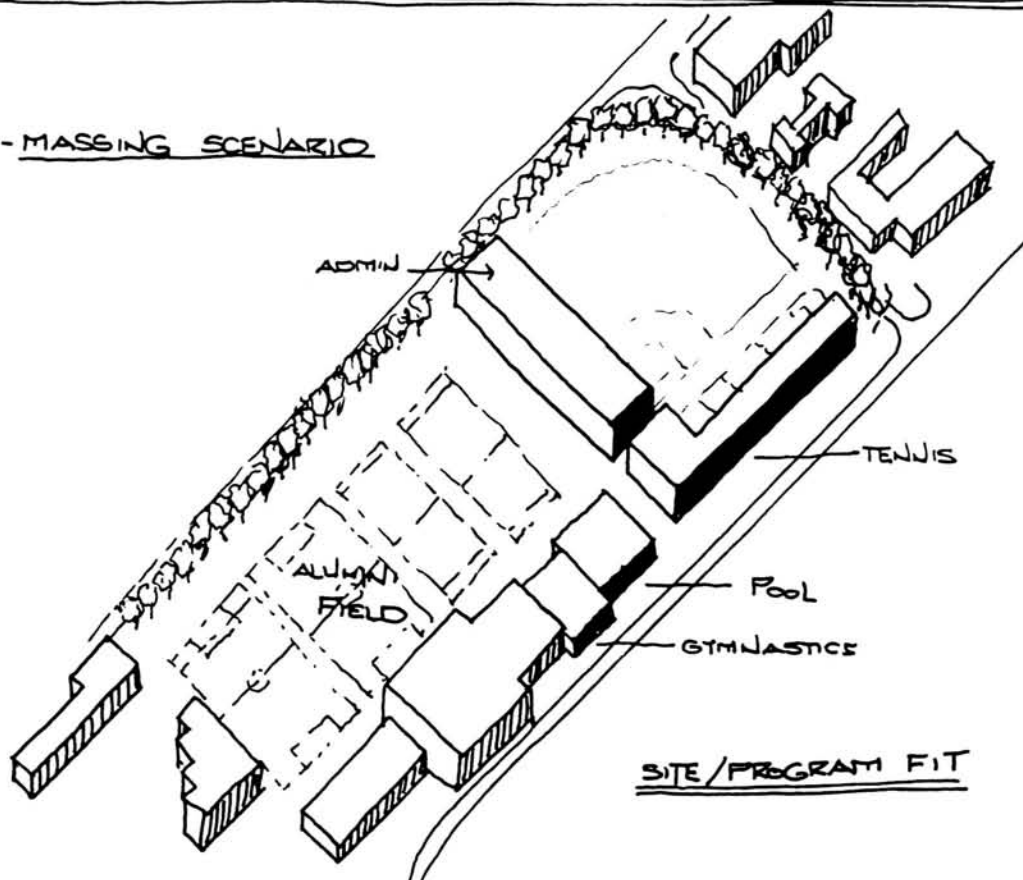 - MASSING SCENARIO
ADMIN
TENNIS
ALUMNI
FIELD
POOL
GYMNASTICS
SITE/PROGRAM FIT